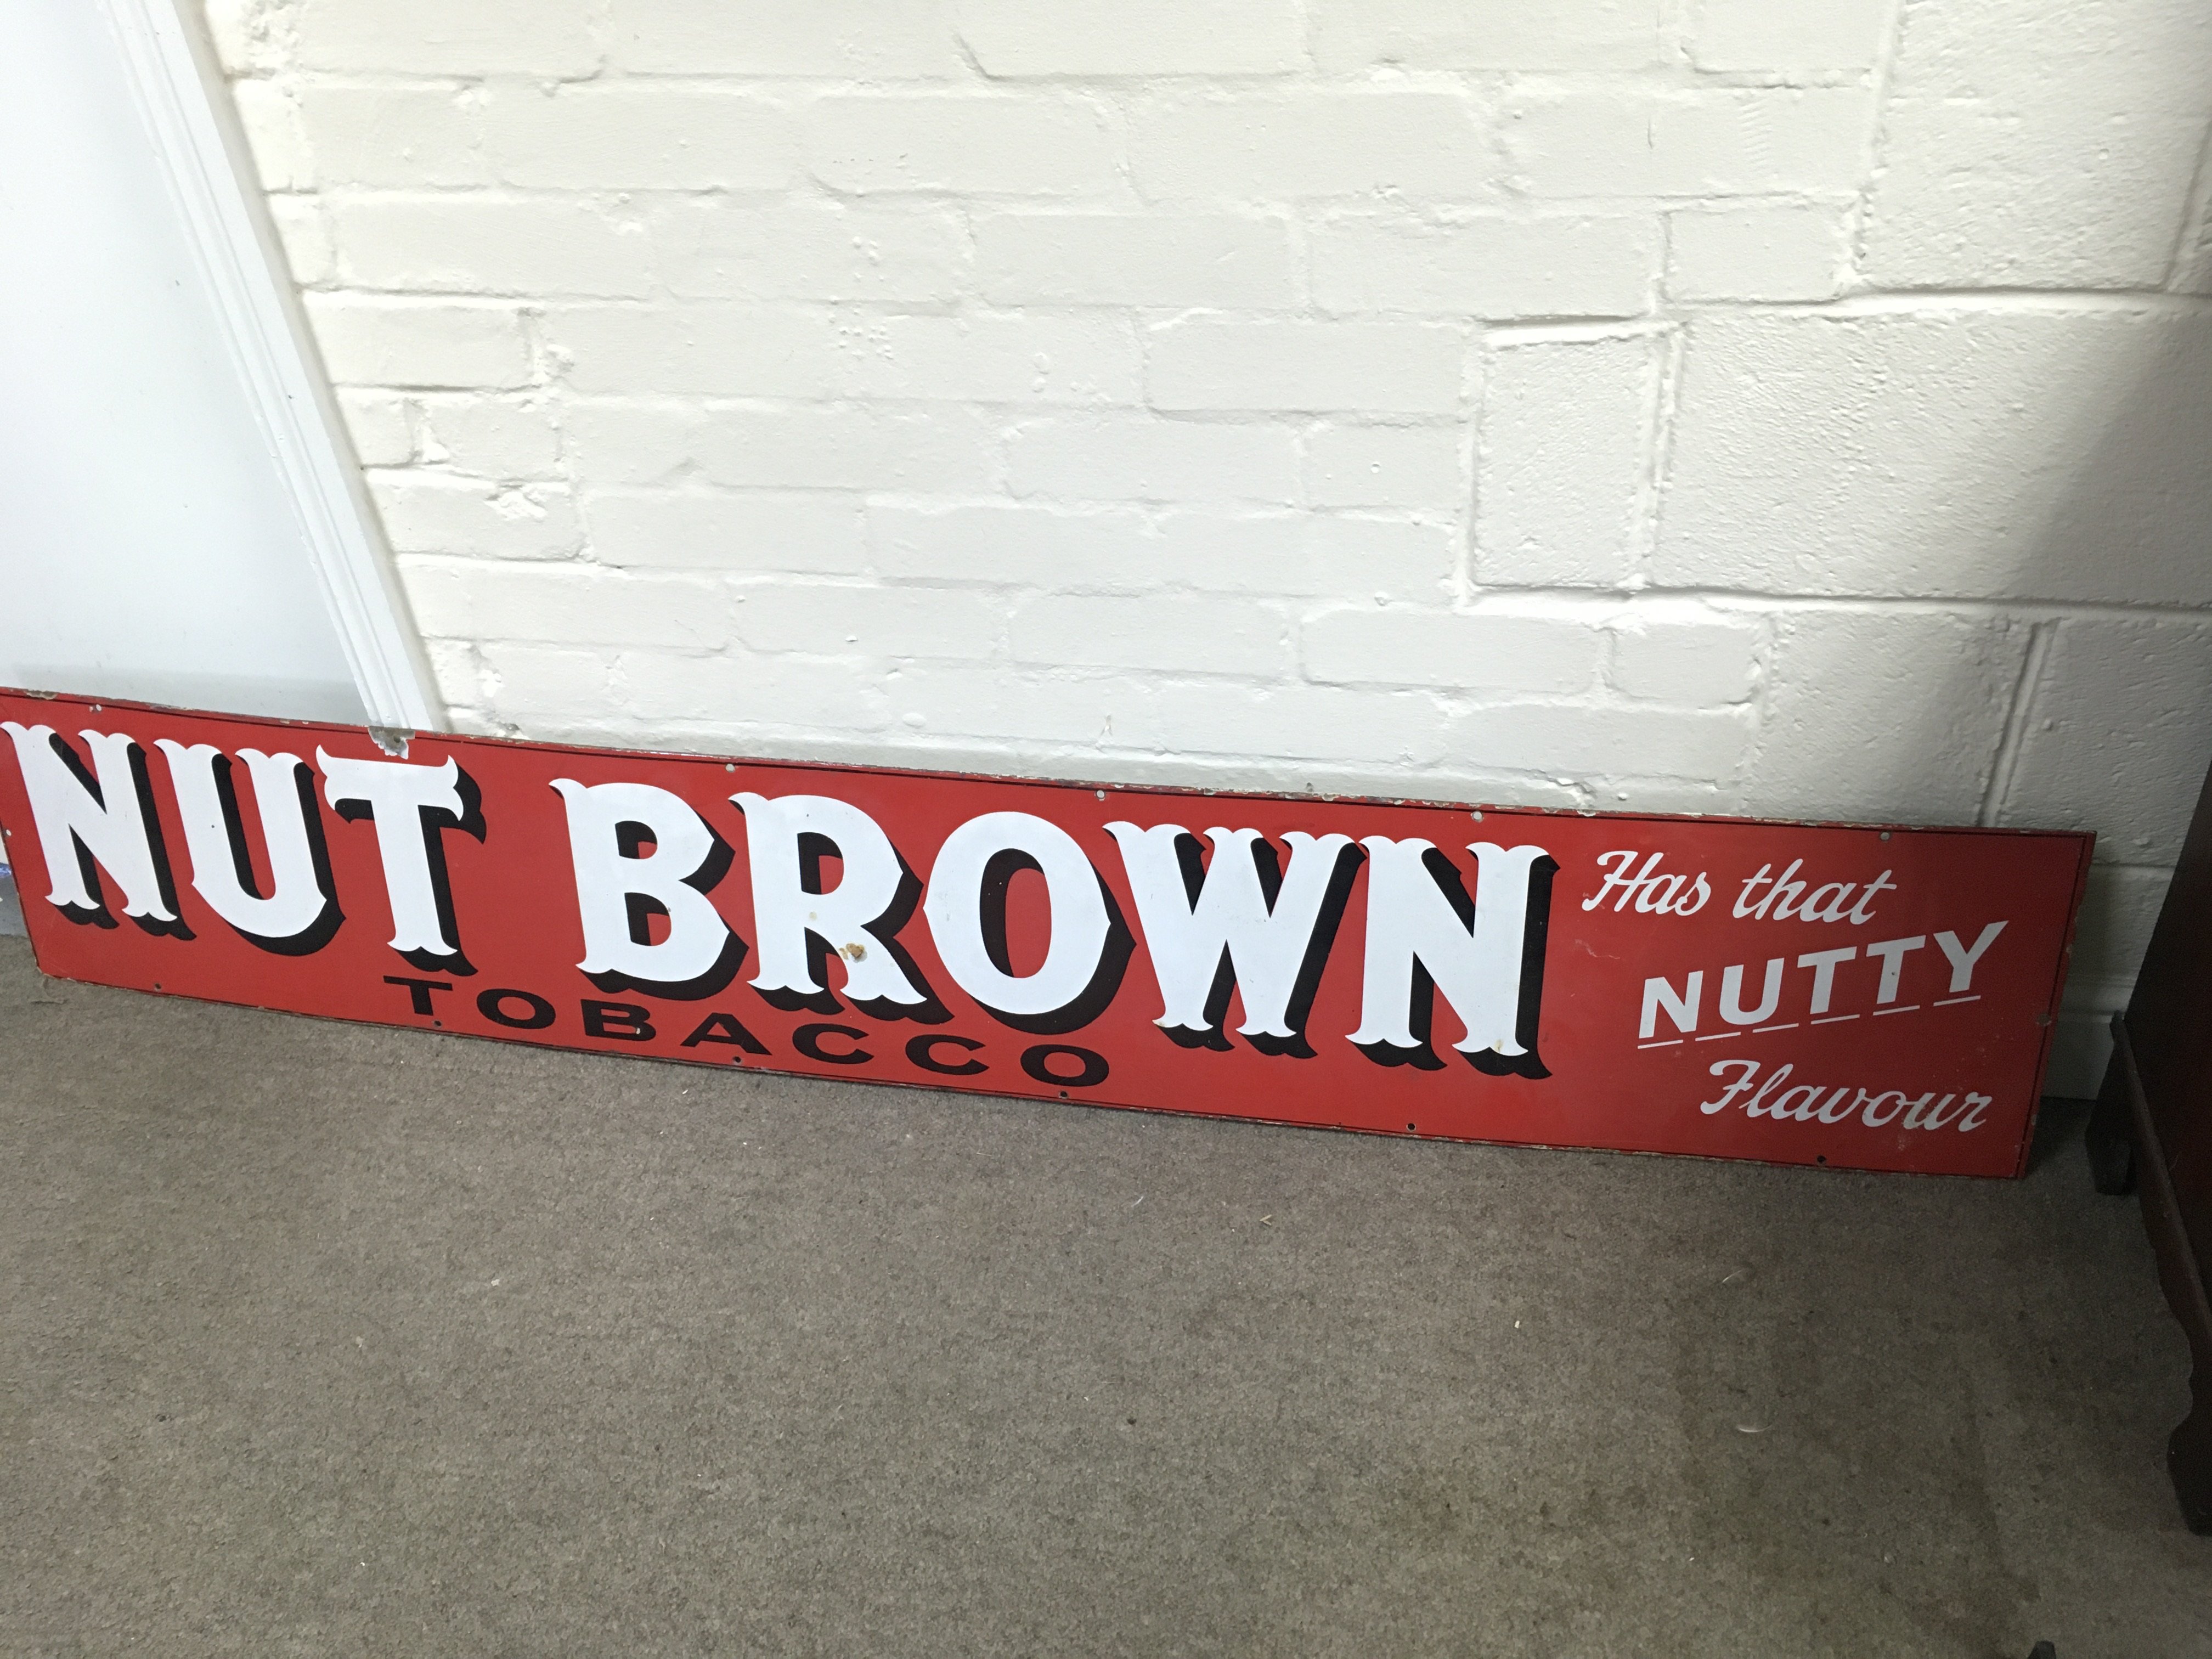 NUT BROWN
TOBACCO
Has that
NUTTY
Flavour